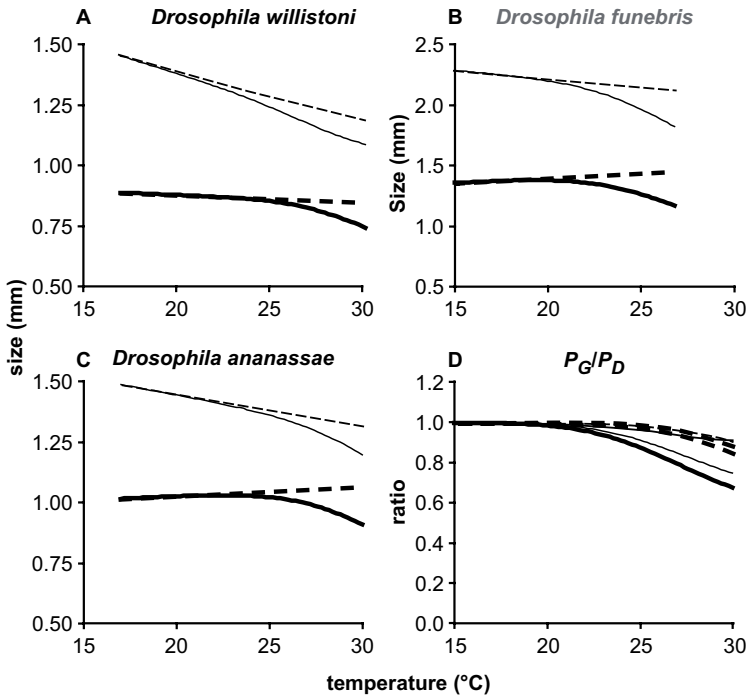 A Drosophila willistoni
1.50
1.25
1.00
0.75
0.50
15 20 25 30
B Drosophila funebris
2.5
2.0
1.5
1.0
0.5
15 20 25 30
Size (mm)
size (mm)
C Drosophila ananassae
1.50
1.25
1.00
0.75
0.50
15 20 25 30
D PG/PD
1.2
1.0
0.8
0.6
0.4
0.2
0.0
15 20 25 30
ratio
temperature (°C)